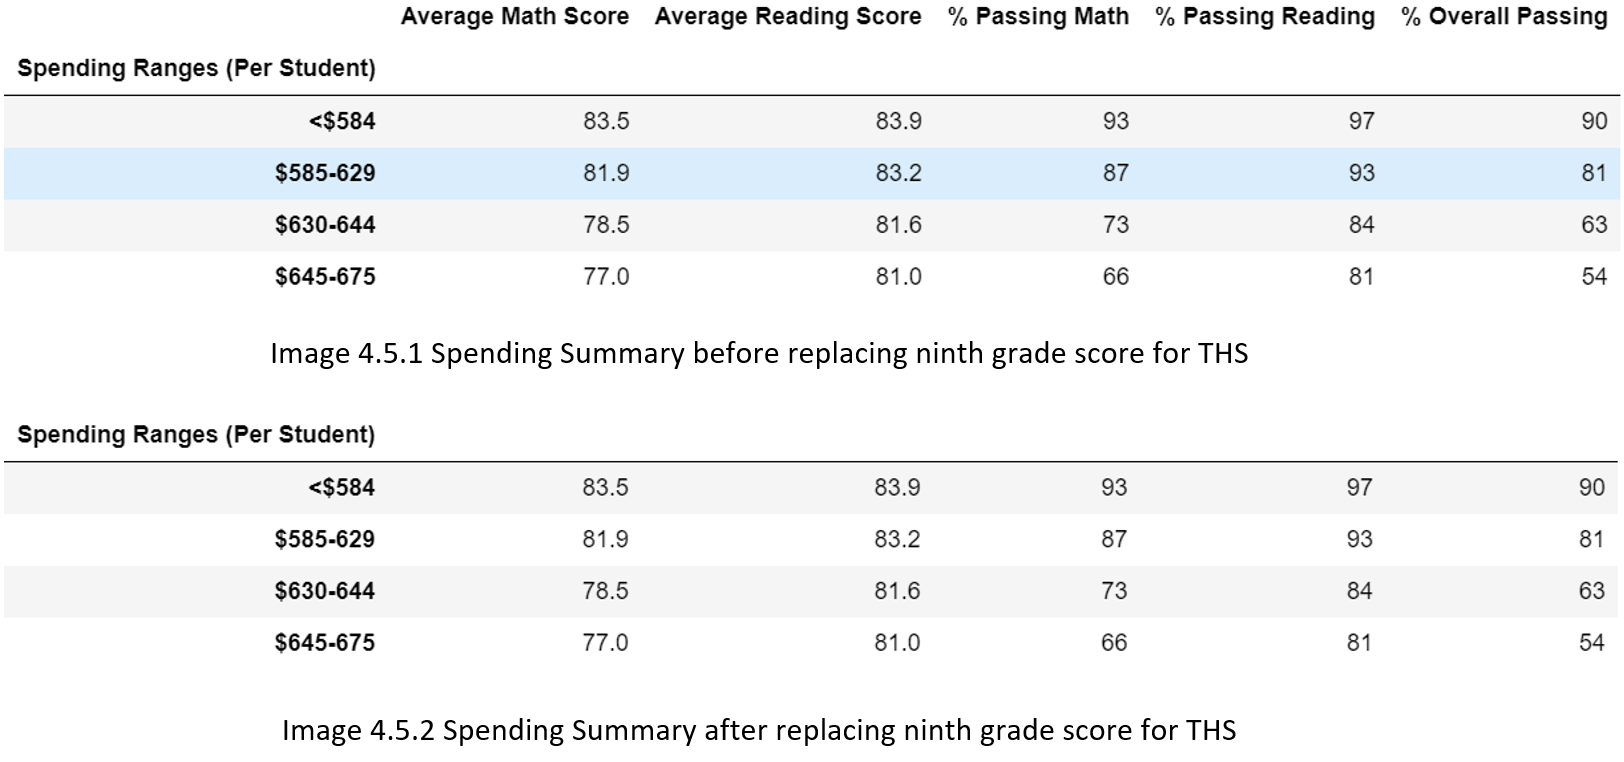 Average Math Score Average Reading Score % Passing Math % Passing Reading % Overall Passing
Spending Ranges (Per Student)
<$584 83.5 83.9 93 97 90
$585-629 81.9 83.2 87 93 81
$630-644 78.5 81.6 73 84 63
$645-675 77.0 81.0 66 81 54
Image 4.5.1 Spending Summary before replacing ninth grade score for THS
Spending Ranges (Per Student)
<$584 83.5 83.9 93 97 90
$585-629 81.9 83.2 87 93 81
$630-644 78.5 81.6 73 84 63
$645-675 77.0 81.0 66 81 54
Image 4.5.2 Spending Summary after replacing ninth grade score for THS